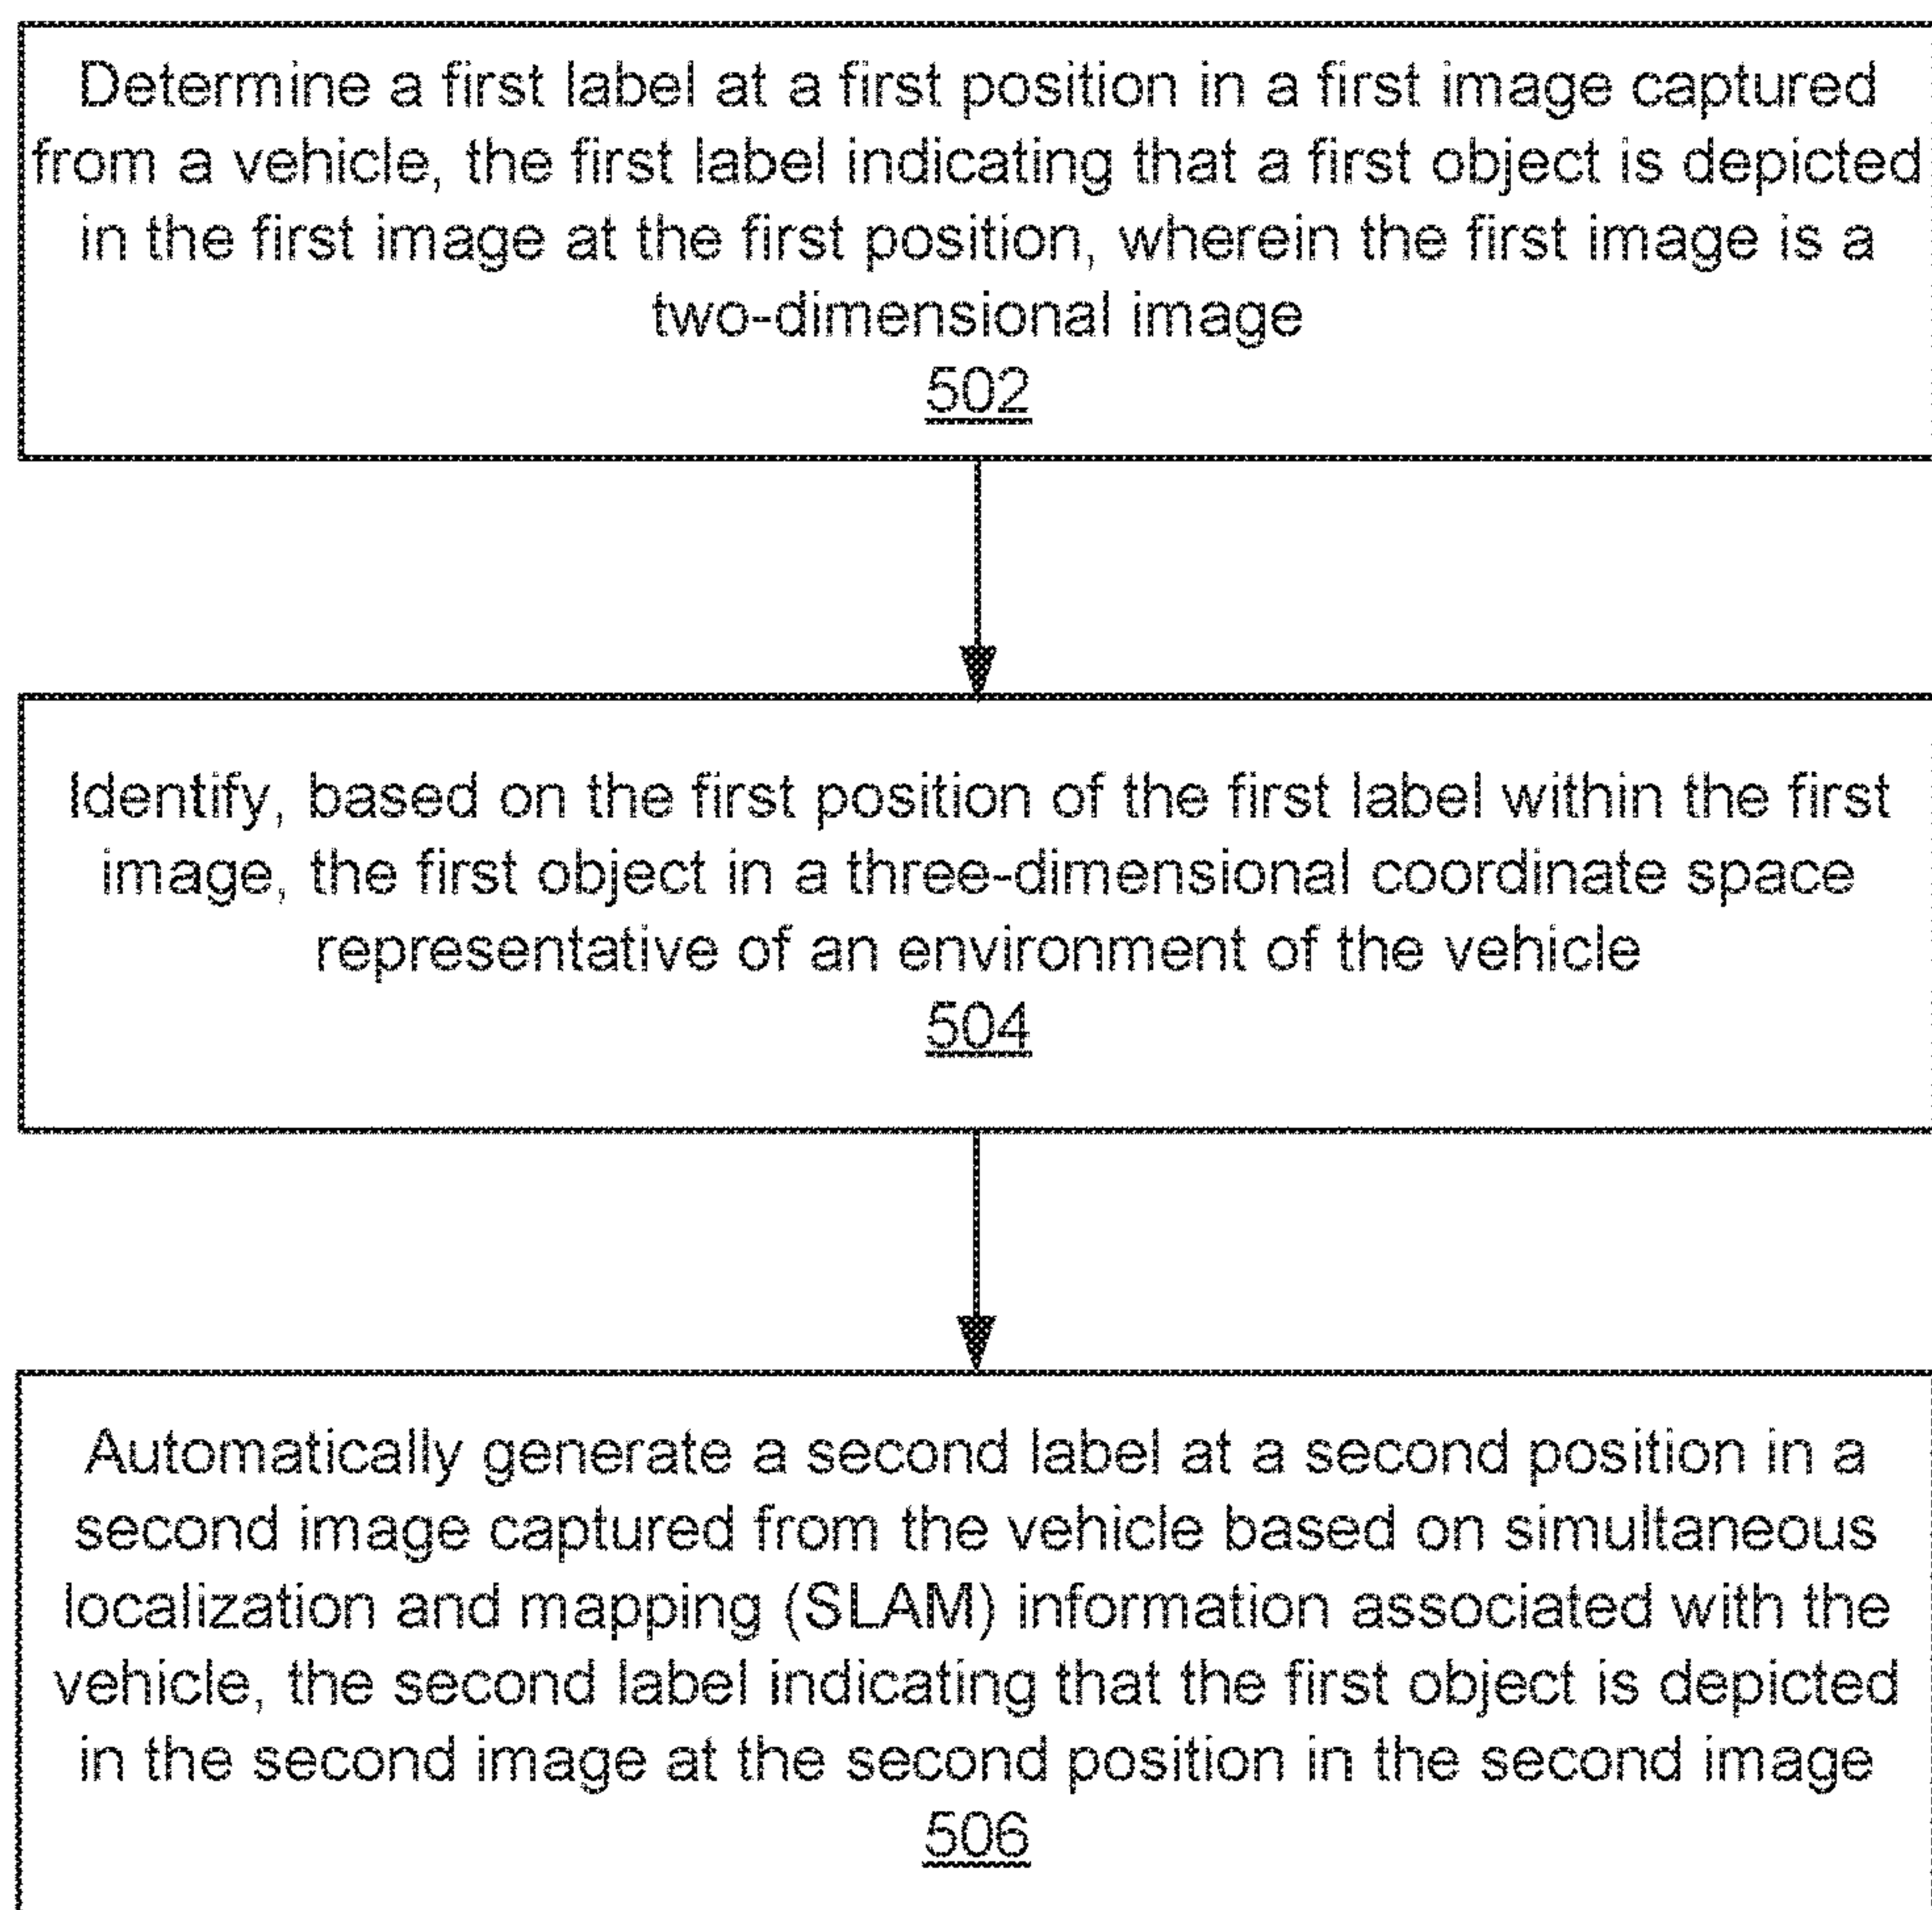 Determine a first label at a first position in a first image captured
from a vehicle, the first label indicating that a first object is depicted
in the first image at the first position, wherein the first image is a
two-dimensional image
502
Identify, based on the first position of the first label within the first
image, the first object in a three-dimensional coordinate space
representative of an environment of the vehicle
504
Automatically generate a second label at a second position in a
second image captured from the vehicle based on simultaneous
localization and mapping (SLAM) information associated with the
vehicle, the second label indicating that the first object is depicted
in the second image at the second position in the second image
506